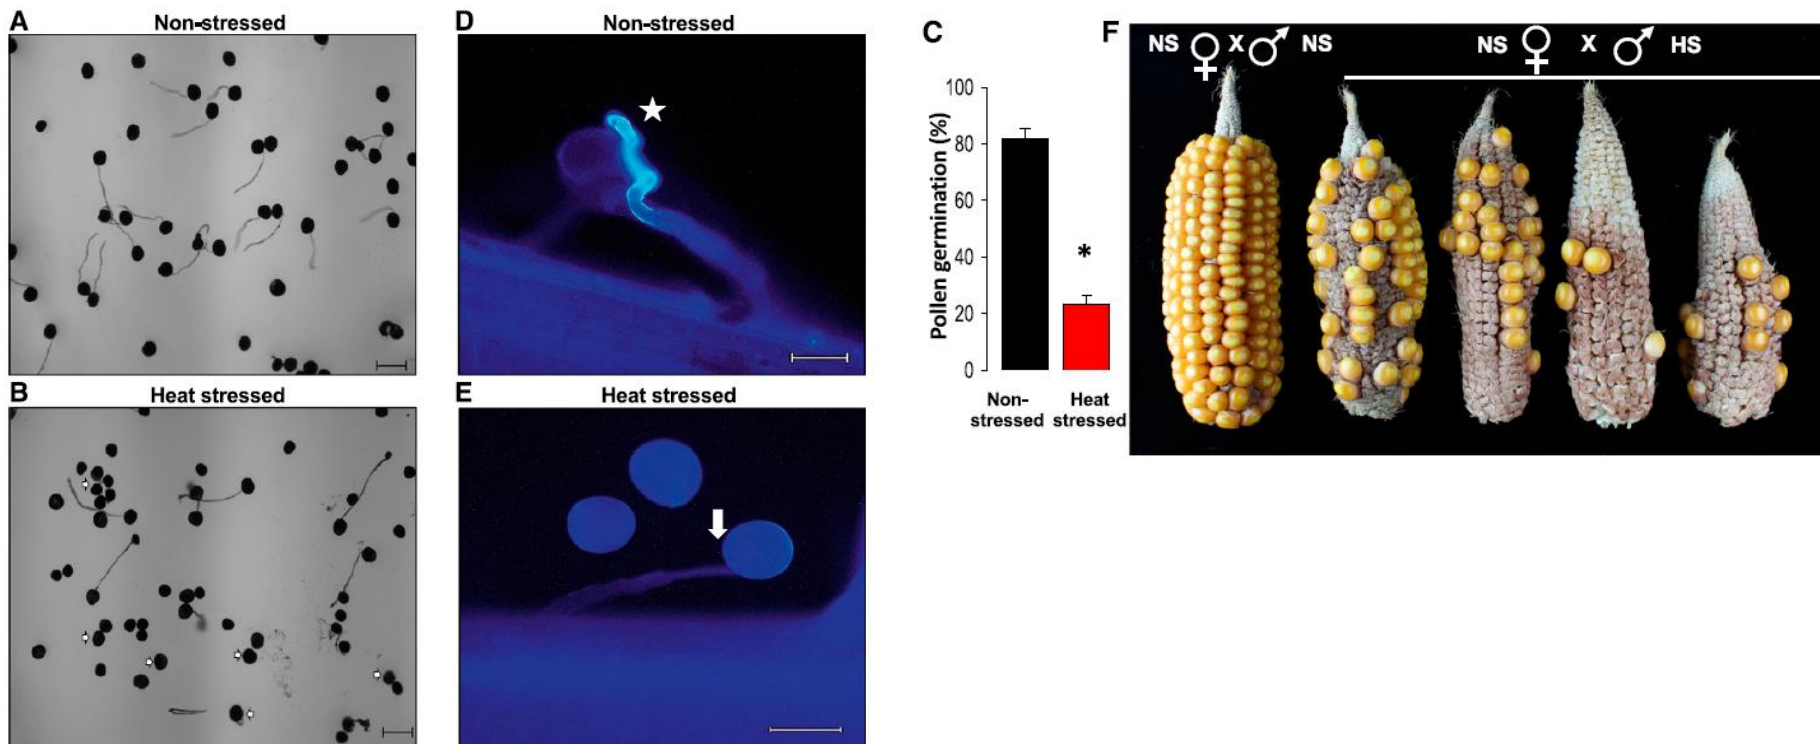 A
Non-stressed
B
Heat stressed
D
Non-stressed
E
Heat stressed
C
Pollen germination (%)
100
80
60
40
20
0
*
Non-
stressed
Heat
stressed
F
NS ♀ X ♂ NS
NS ♀ X ♂ HS